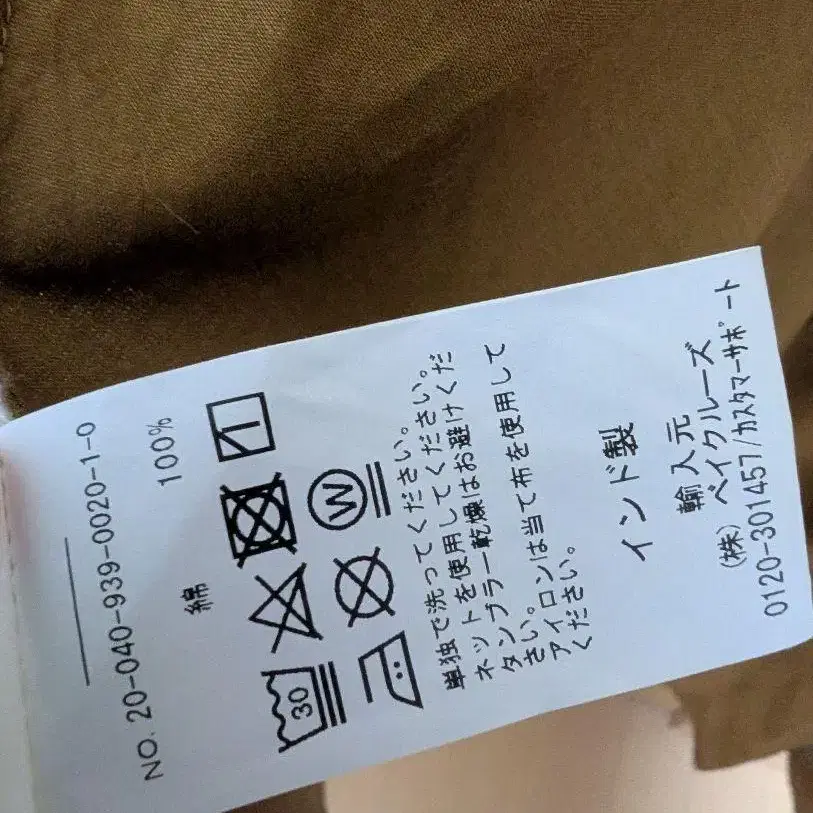 NO. 20-040-939-0020-1-0
綿 100%
30
W
単独で洗ってください。
ネットを使用してください。
タンブラー乾燥はお避けくだ
さい。
アイロンは当て布を使用して
ください。
インド製
輸入元
(株) ベイクルーズ
0120-301457/カスタマーサポート